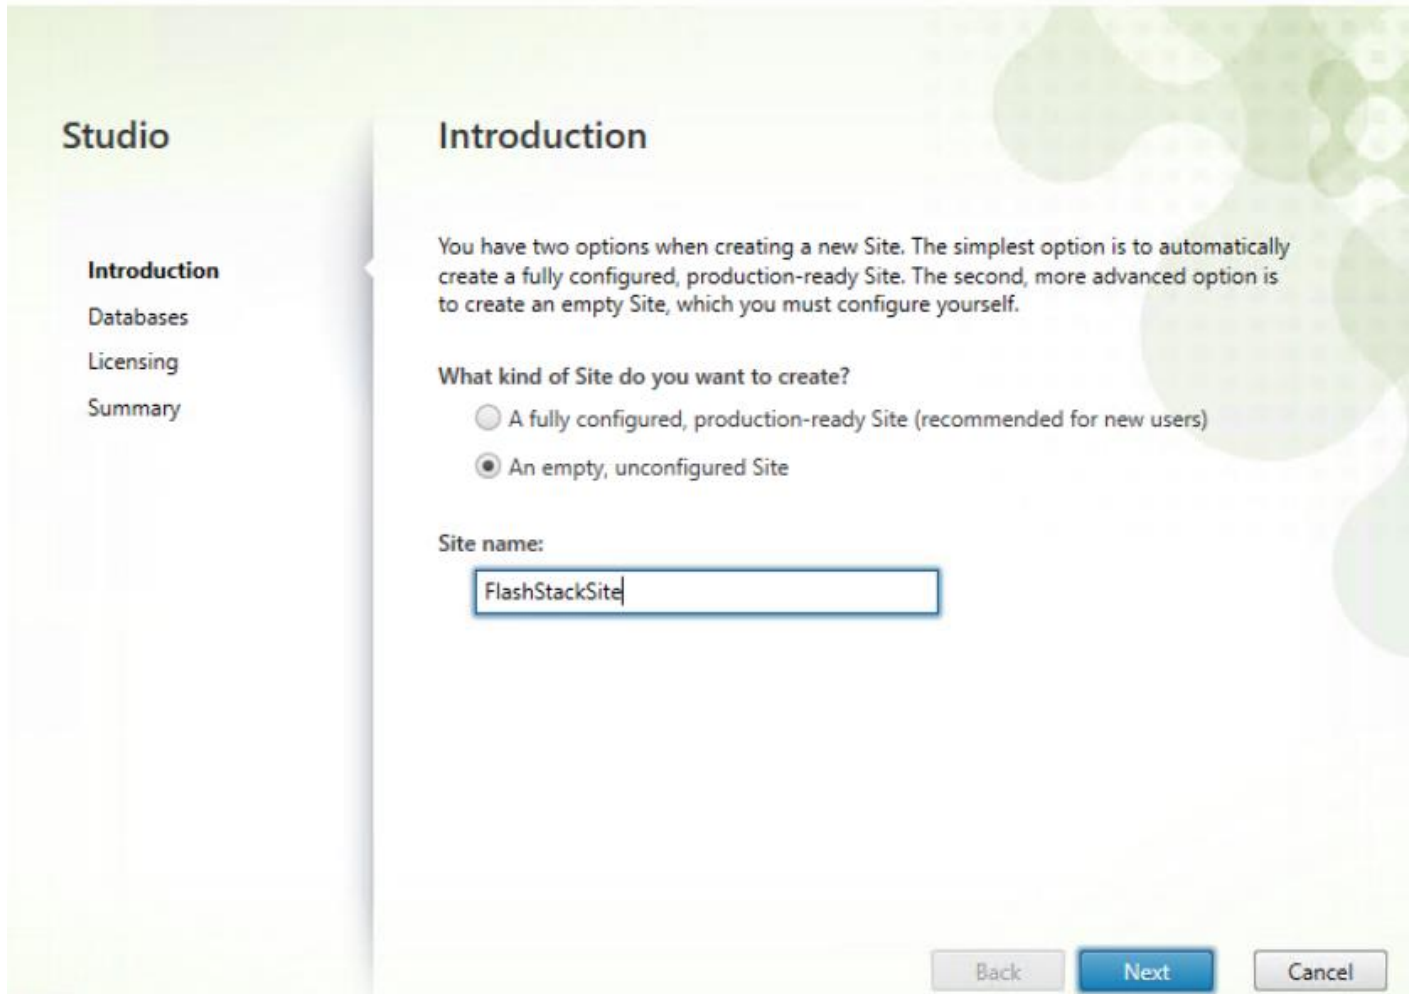 Studio
Introduction
Databases
Licensing
Summary
Introduction
You have two options when creating a new Site. The simplest option is to automatically
create a fully configured, production-ready Site. The second, more advanced option is
to create an empty Site, which you must configure yourself.
What kind of Site do you want to create?
A fully configured, production-ready Site (recommended for new users)
An empty, unconfigured Site
Site name:
FlashStackSite
Back
Next
Cancel